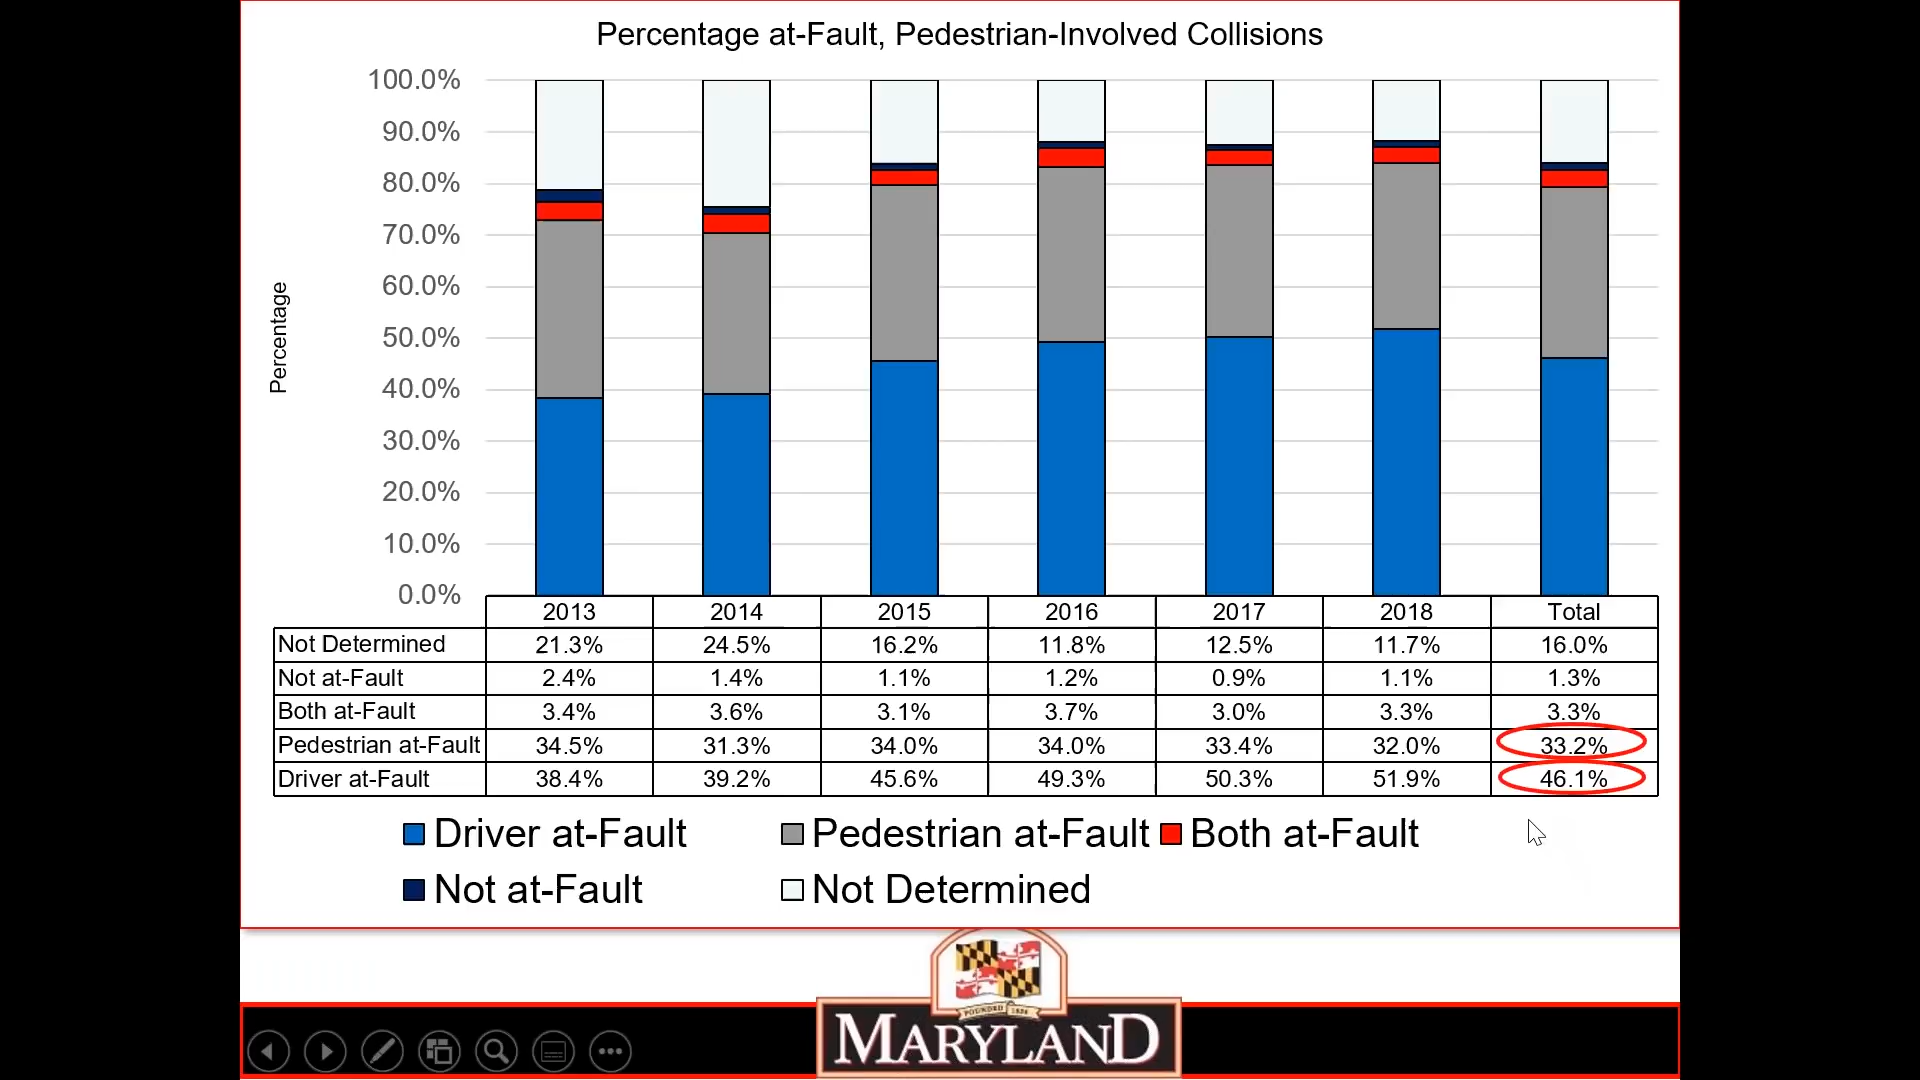 Percentage at-Fault, Pedestrian-Involved Collisions
100.0%
90.0%
80.0%
70.0%
60.0%
50.0%
40.0%
30.0%
20.0%
10.0%
0.0%
Percentage
2013 2014 2015 2016 2017 2018 Total
Not Determined 21.3% 24.5% 16.2% 11.8% 12.5% 11.7% 16.0%
Not at-Fault 2.4% 1.4% 1.1% 1.2% 0.9% 1.1% 1.3%
Both at-Fault 3.4% 3.6% 3.1% 3.7% 3.0% 3.3% 3.3%
Pedestrian at-Fault 34.5% 31.3% 34.0% 34.0% 33.4% 32.0% 33.2%
Driver at-Fault 38.4% 39.2% 45.6% 49.3% 50.3% 51.9% 46.1%
Driver at-Fault Pedestrian at-Fault Both at-Fault
Not at-Fault Not Determined
FOUNDED
MARYLAND